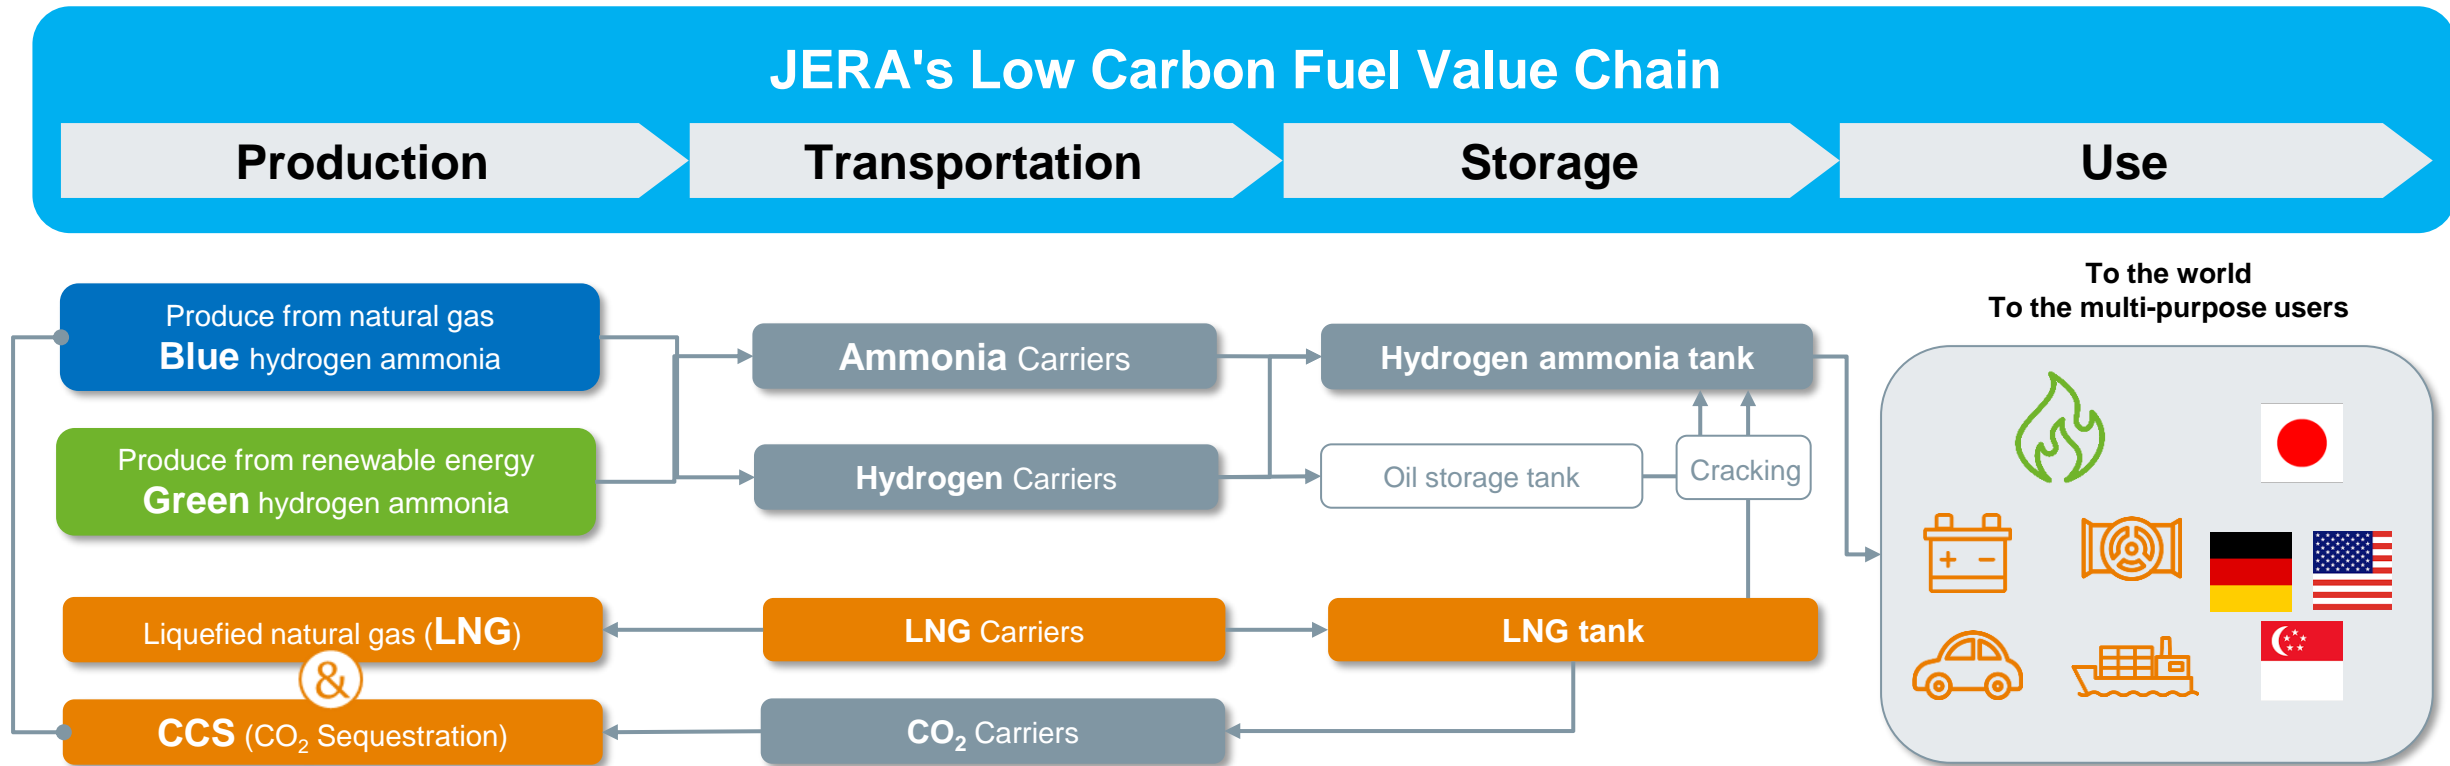 JERA's Low Carbon Fuel Value Chain
Production
Transportation
Storage
Use
To the world
To the multi-purpose users
Produce from natural gas
Blue hydrogen ammonia
Ammonia Carriers
Hydrogen ammonia tank
Produce from renewable energy
Green hydrogen ammonia
Hydrogen Carriers
Oil storage tank
Cracking
Liquefied natural gas (LNG)
LNG Carriers
LNG tank
&
CCS (CO₂ Sequestration)
CO₂ Carriers